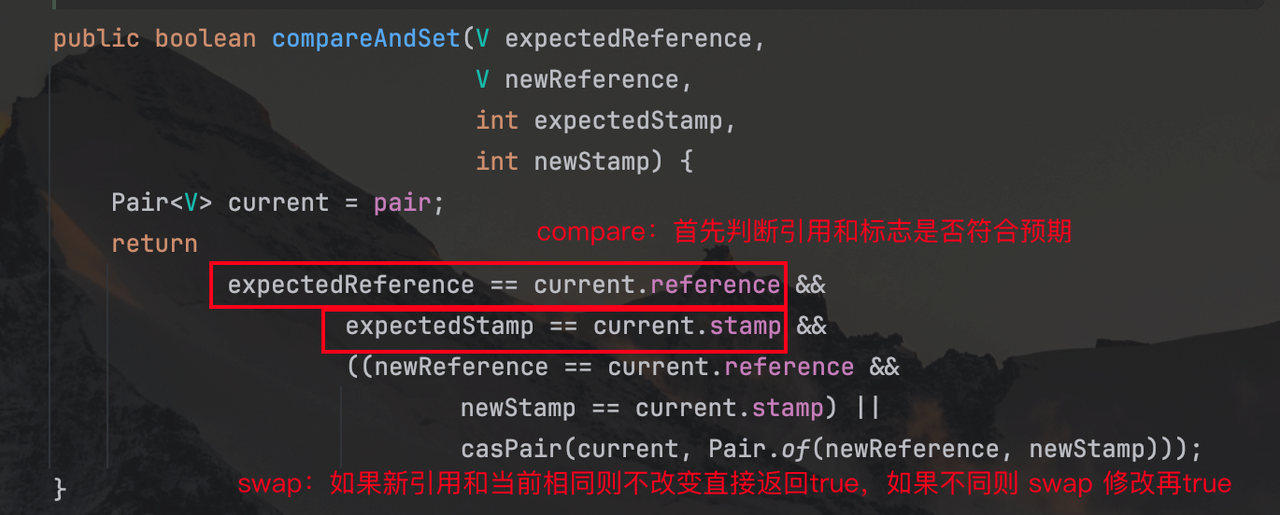 public boolean compareAndSet(V expectedReference,
V newReference,
int expectedStamp,
int newStamp) {
Pair<V> current = pair;
compare：首先判断引用和标志是否符合预期
return
expectedReference == current.reference &&
expectedStamp == current.stamp &&
((newReference == current.reference &&
newStamp == current.stamp) ||
casPair(current, Pair.of(newReference, newStamp)));
swap：如果新引用和当前相同则不改变直接返回true，如果不同则 swap 修改再true
}